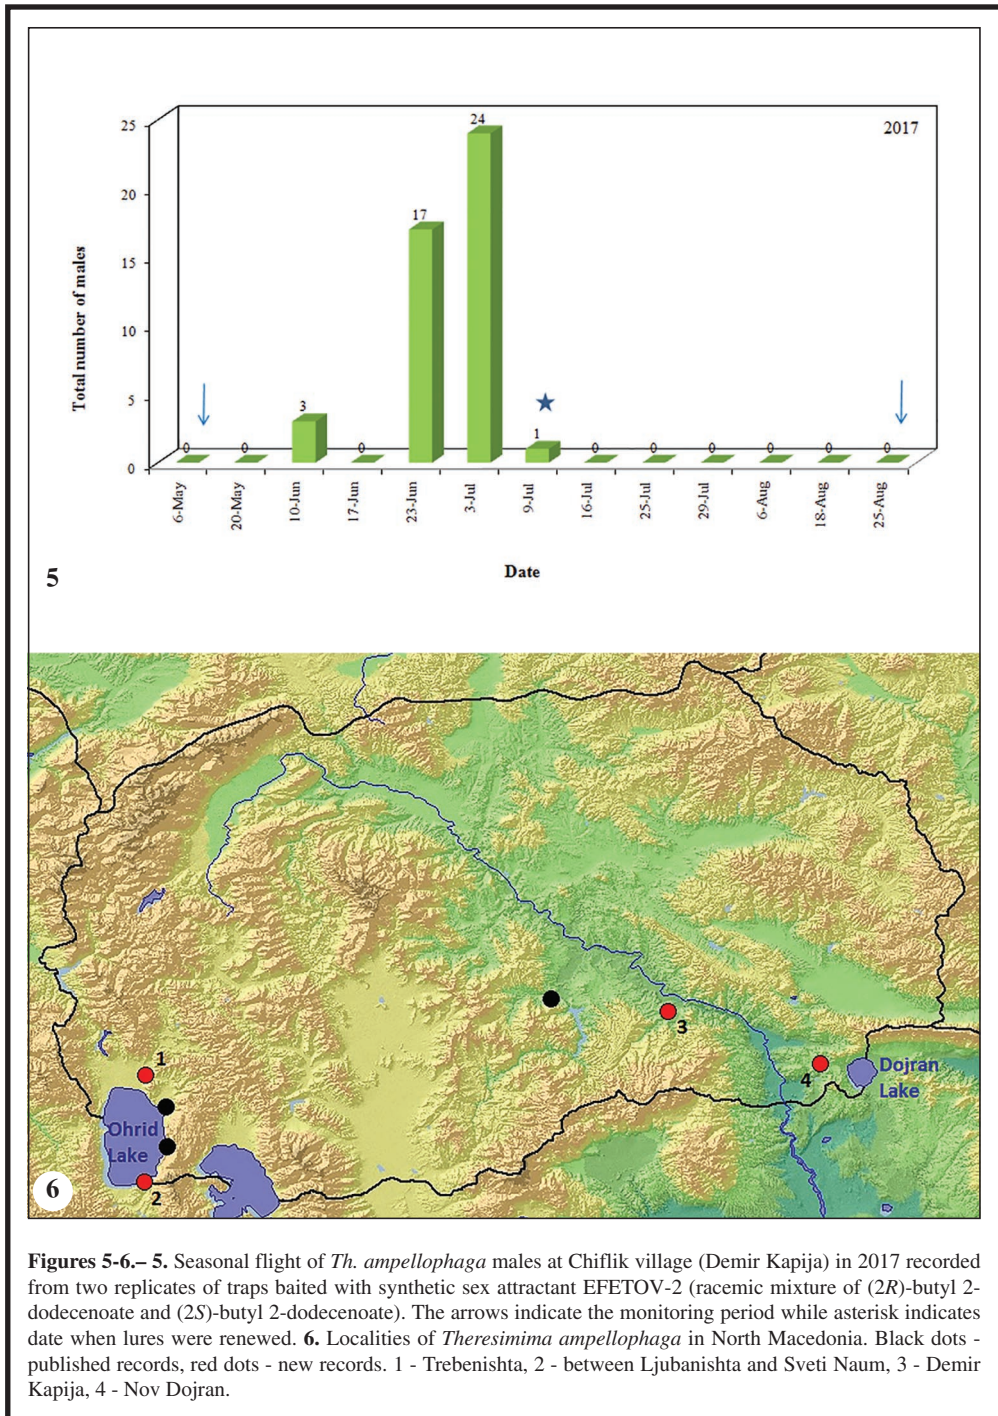 2017
25
20
15
10
5
0
Total number of males
0
0
3
0
17
24
1
0
0
0
0
0
0
6-May
20-May
10-Jun
17-Jun
23-Jun
3-Jul
9-Jul
16-Jul
25-Jul
29-Jul
6-Aug
18-Aug
25-Aug
Date
5
1
Ohrid
Lake
2
3
4
Dojran
Lake
6
Figures 5-6.– 5. Seasonal flight of Th. ampellophaga males at Chiflik village (Demir Kapija) in 2017 recorded
from two replicates of traps baited with synthetic sex attractant EFETOV-2 (racemic mixture of (2R)-butyl 2-
dodecenoate and (2S)-butyl 2-dodecenoate). The arrows indicate the monitoring period while asterisk indicates
date when lures were renewed. 6. Localities of Theresimima ampellophaga in North Macedonia. Black dots -
published records, red dots - new records. 1 - Trebenishta, 2 - between Ljubanishta and Sveti Naum, 3 - Demir
Kapija, 4 - Nov Dojran.